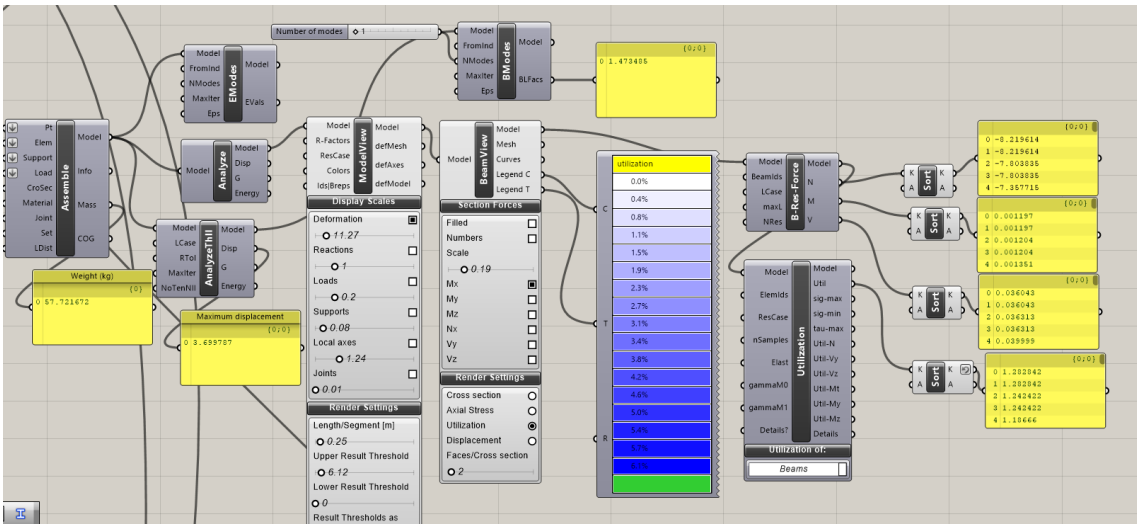 Number of modes
1
Model
FromInd
NModes
MaxIter
Eps
BModes
Model
BLFacs
{0;0}
0 1.473485
Model
FromInd
NModes
MaxIter
Eps
EModes
Model
EVals
Pt
Elem
Support
Load
CroSec
Material
Joint
Set
LDist
Assemble
Model
Info
Mass
COG
Model
Analyze
Model
Disp
G
Energy
Model
LCase
RTol
MaxIter
NoTenNII
AnalyzeThII
Model
Disp
G
Energy
Weight (kg)
{0}
0 57.721672
Maximum displacement
{0;0}
0 3.699787
Model
R-Factors
ResCase
Colors
Ids|Breps
ModelView
Model
defMesh
defAxes
defModel
Display Scales
Deformation
11.27
Reactions
1
Loads
0.2
Supports
0.08
Local axes
1.24
Joints
0.01
Render Settings
Length/Segment [m]
0.25
Upper Result Threshold
6.12
Lower Result Threshold
0
Result Thresholds as
Model
BeamView
Model
Mesh
Curves
Legend C
Legend T
Section Forces
Filled
Numbers
Scale
0.19
Mx
My
Mz
Nx
Vy
Vz
Render Settings
Cross section
Axial Stress
Utilization
Displacement
Faces/Cross section
2
C
T
R
utilization
0.0%
0.4%
0.8%
1.1%
1.5%
1.9%
2.3%
2.7%
3.1%
3.4%
3.8%
4.2%
4.6%
5.0%
5.4%
5.7%
Model
BeamIds
LCase
maxL
NRes
B-Res-Force
Model
N
M
V
Model
ElemIds
ResCase
nSamples
Elast
gammaM0
gammaM1
Details?
Utilization
Model
Util
sig-max
sig-min
tau-max
Util-N
Util-Vy
Util-Vz
Util-Mt
Util-My
Util-Mz
Details
Utilization of:
Beams
K
A
Sort
K
A
{0;0}
0 -8.219614
1 -8.219614
2 -7.803835
3 -7.803835
4 -7.357715
K
A
Sort
K
A
{0;0}
0 0.001197
1 0.001197
2 0.001204
3 0.001204
4 0.001351
K
A
Sort
K
A
{0;0}
0 0.036043
1 0.036043
2 0.036313
3 0.036313
4 0.039999
K
A
Sort
K
A
{0;0}
0 1.282842
1 1.282842
2 1.242422
3 1.242422
4 1.18666